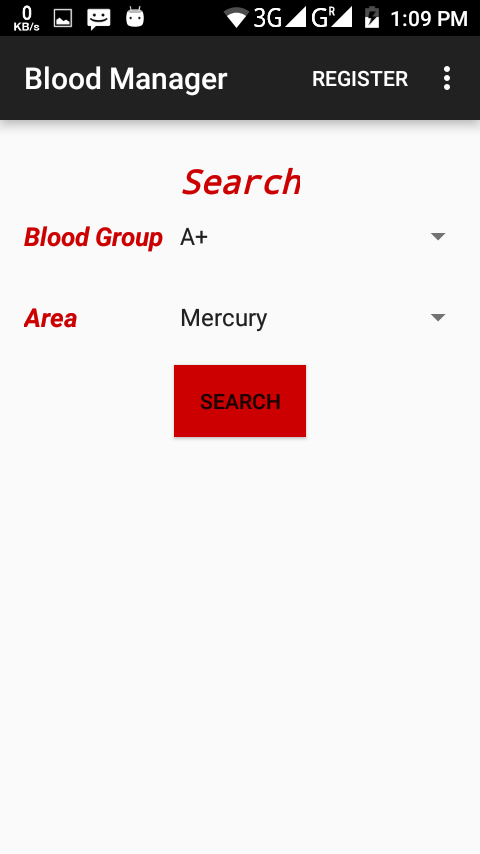 0 KB/s 3G G R 1:09 PM
Blood Manager REGISTER
Search
Blood Group A+
Area Mercury
SEARCH